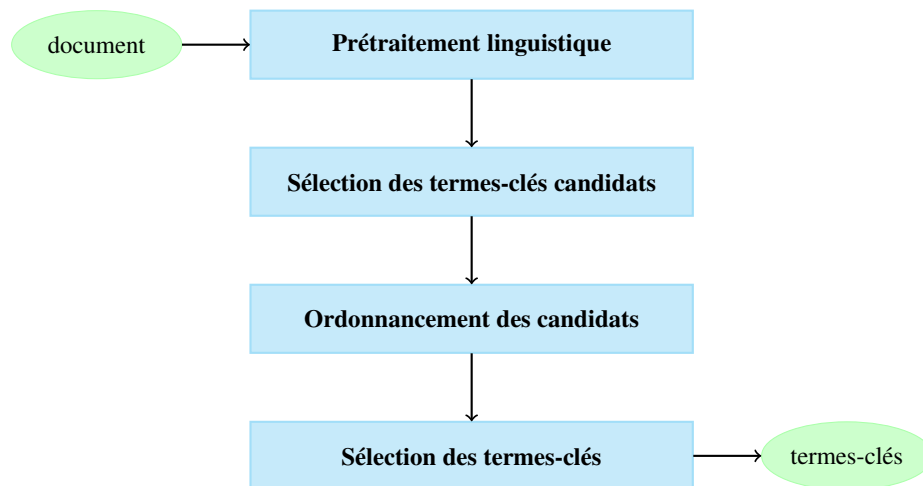 document
Prétraitement linguistique
Sélection des termes-clés candidats
Ordonnancement des candidats
Sélection des termes-clés
termes-clés